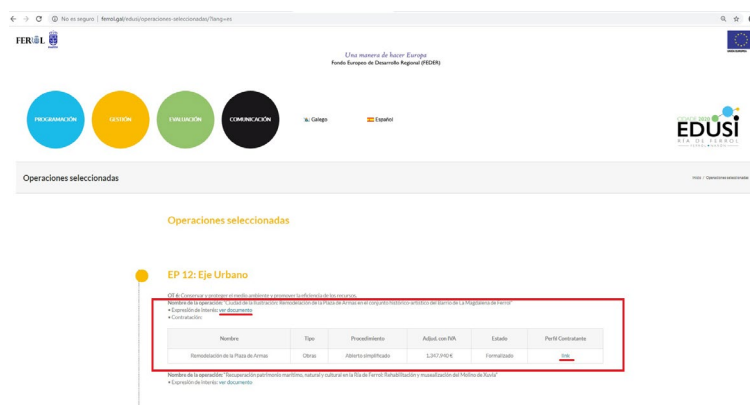 No es seguro | ferrol.gal/edusi/operaciones-seleccionadas/?lang=es
FERROL
Una manera de hacer Europa
Fondo Europeo de Desarrollo Regional (FEDER)
PROGRAMACIÓN
GESTIÓN
EVALUACIÓN
COMUNICACIÓN
Galego
Español
EDUSI
RÍA DE FERROL
Operaciones seleccionadas
Inicio / Operaciones seleccionadas
Operaciones seleccionadas
EP 12: Eje Urbano
OT 6: Conservar y proteger el medio ambiente y promover la eficiencia de los recursos.
Nombre de la operación: "Ciudad de la Ilustración: Remodelación de la Plaza de Armas en el conjunto histórico-artístico del Barrio de La Magdalena de Ferrol"
• Expresión de Interés: ver documento
• Contratación:
Nombre Tipo Procedimiento Adjud. con IVA Estado Perfil Contratante
Remodelación de la Plaza de Armas Obras Abierto simplificado 1.347.940 € Formalizado link
Nombre de la operación: "Recuperación patrimonio marítimo, natural y cultural en la Ría de Ferrol: Rehabilitación y musealización del Molino de Xuvia"
• Expresión de Interés: ver documento